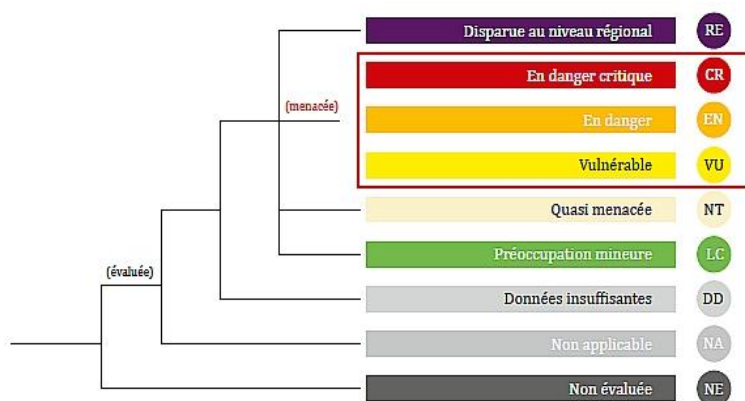 Disparue au niveau régional RE
En danger critique CR
(menacée)
En danger EN
Vulnérable VU
Quasi menacée NT
Préoccupation mineure LC
(évaluée)
Données insuffisantes DD
Non applicable NA
Non évaluée NE